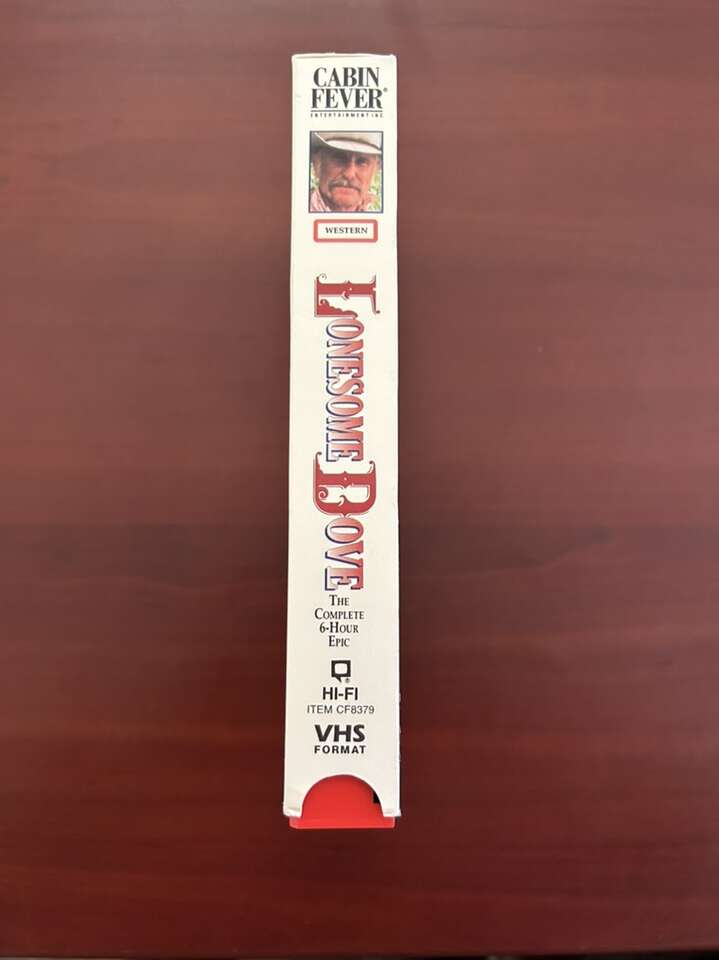 CABIN
FEVER®
ENTERTAINMENT INC.
WESTERN
LONESOME DOVE
THE
COMPLETE
6-HOUR
EPIC
®
HI-FI
ITEM CF8379
VHS
FORMAT